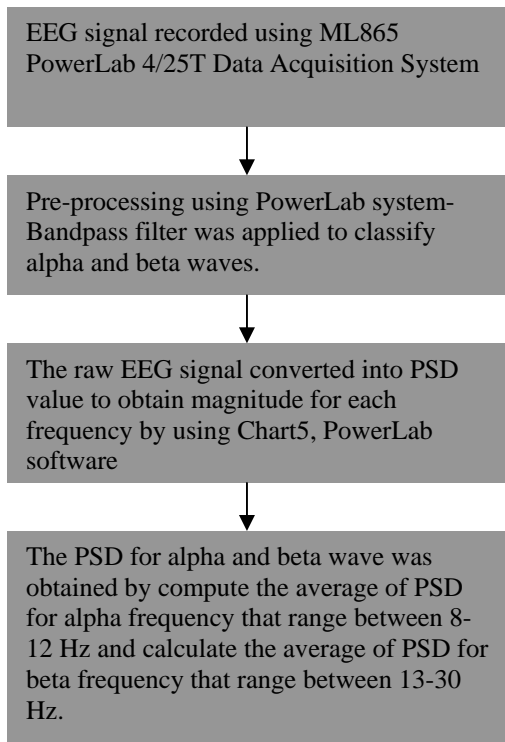 EEG signal recorded using ML865
PowerLab 4/25T Data Acquisition System
Pre-processing using PowerLab system-
Bandpass filter was applied to classify
alpha and beta waves.
The raw EEG signal converted into PSD
value to obtain magnitude for each
frequency by using Chart5, PowerLab
software
The PSD for alpha and beta wave was
obtained by compute the average of PSD
for alpha frequency that range between 8-
12 Hz and calculate the average of PSD for
beta frequency that range between 13-30
Hz.